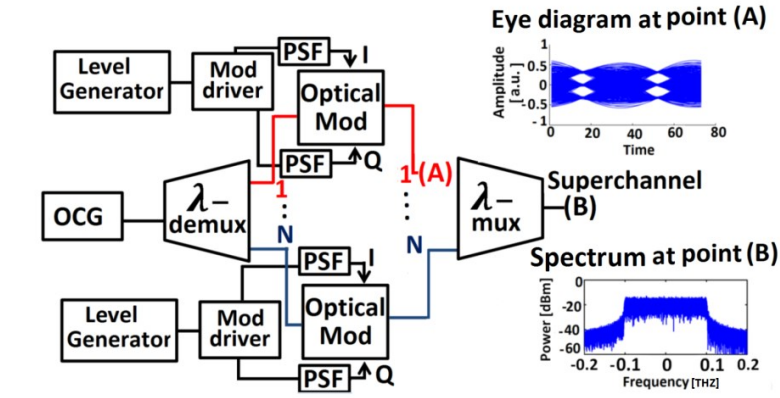 Level
Generator
Mod
driver
PSF
I
Optical
Mod
PSF
Q
OCG
λ–
demux
1
⋮
N
1 (A)
⋮
N
λ–
mux
Superchannel
(B)
PSF
I
Level
Generator
Mod
driver
Optical
Mod
PSF
Q
Eye diagram at point (A)
Amplitude
[a.u.]
1
0.5
0
-0.5
-1
0 20 40 60 80
Time
Spectrum at point (B)
Power [dBm]
0
-20
-40
-60
-0.2 -0.1 0 0.1 0.2
Frequency [THZ]